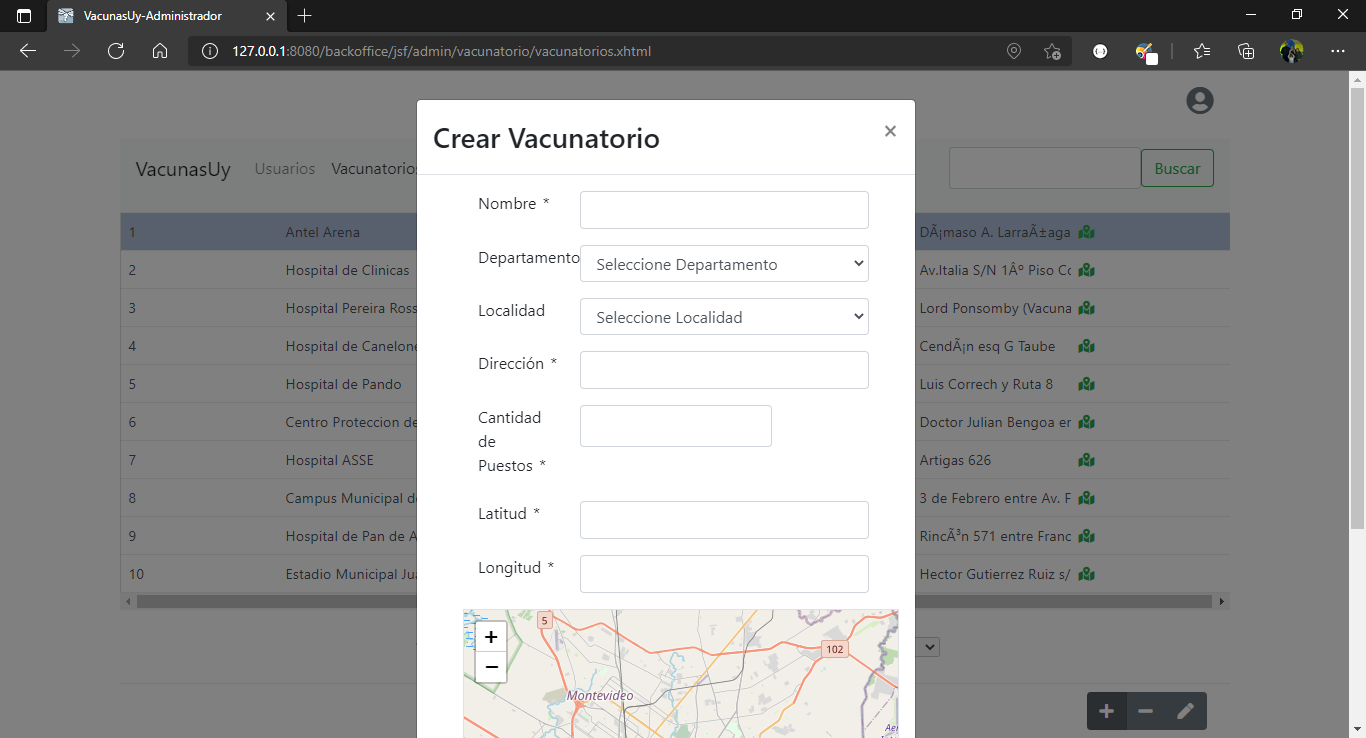 VacunasUy-Administrador
127.0.0.1:8080/backoffice/jsf/admin/vacunatorio/vacunatorios.xhtml
Crear Vacunatorio
VacunasUy Usuarios Vacunatorios
Buscar
Nombre *
Departamento
Seleccione Departamento
Localidad
Seleccione Localidad
Dirección *
Cantidad
de
Puestos *
Latitud *
Longitud *
+
−
5
102
Montevideo
1 Antel Arena DÃ¡maso A. LarraÃ±aga
2 Hospital de Clinicas Av.Italia S/N 1Âº Piso Cc
3 Hospital Pereira Ross Lord Ponsomby (Vacuna
4 Hospital de Canelone CendÃ¡n esq G Taube
5 Hospital de Pando Luis Correch y Ruta 8
6 Centro Proteccion de Doctor Julian Bengoa er
7 Hospital ASSE Artigas 626
8 Campus Municipal d 3 de Febrero entre Av. F
9 Hospital de Pan de A RincÃ³n 571 entre Franc
10 Estadio Municipal Jua Hector Gutierrez Ruiz s/